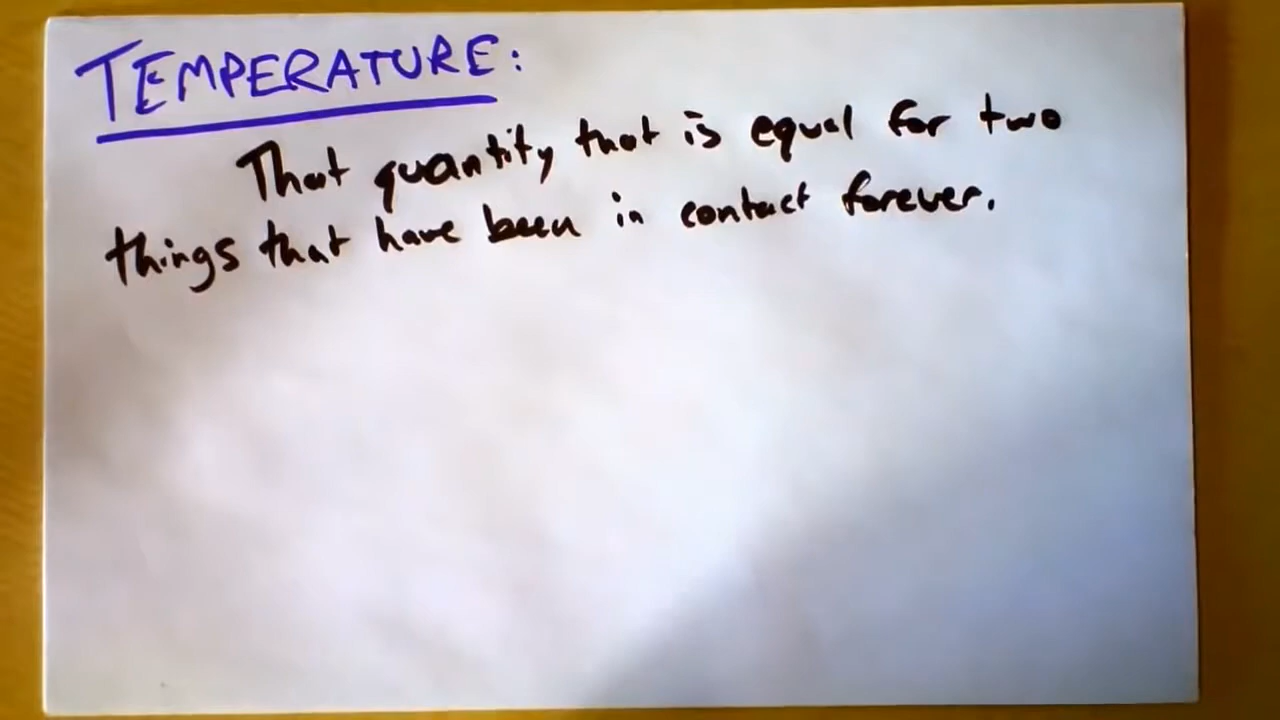 TEMPERATURE:
That quantity that is equal for two
things that have been in contact forever.